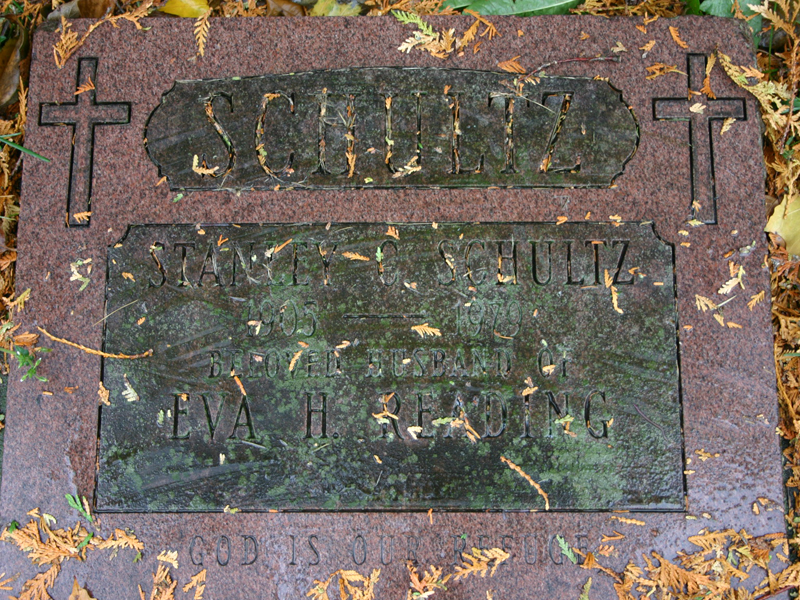 SCHULTZ
STANLEY C. SCHULTZ
1905 — 1979
BELOVED HUSBAND OF
EVA H. READING
GOD IS OUR REFUGE